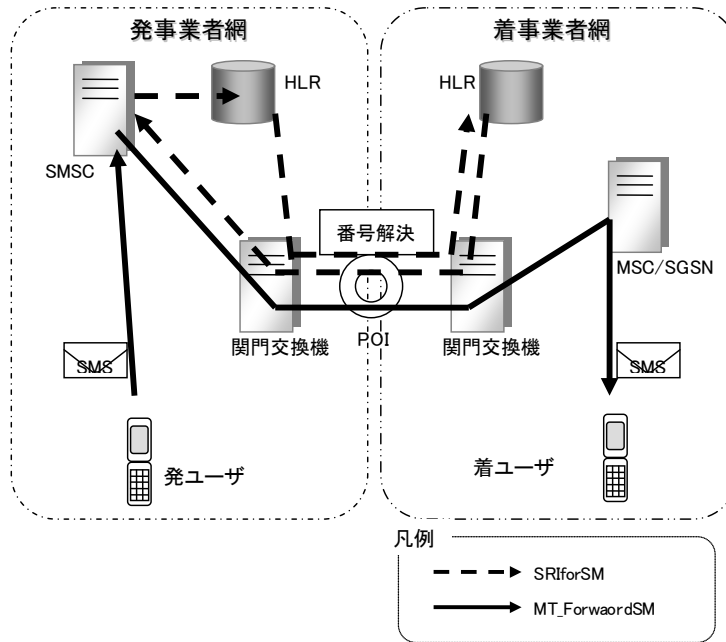 発事業者網
着事業者網
HLR
HLR
SMSC
番号解決
MSC/SGSN
関門交換機
POI
関門交換機
SMS
SMS
発ユーザ
着ユーザ
凡例
SRIforSM
MT_ForwaordSM